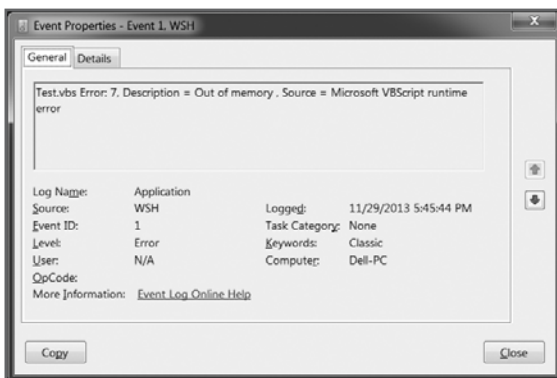 Event Properties - Event 1, WSH
General Details
Test.vbs Error: 7. Description = Out of memory . Source = Microsoft VBScript runtime
error
Log Name: Application
Source: WSH Logged: 11/29/2013 5:45:44 PM
Event ID: 1 Task Category: None
Level: Error Keywords: Classic
User: N/A Computer: Dell-PC
OpCode:
More Information: Event Log Online Help
Copy Close